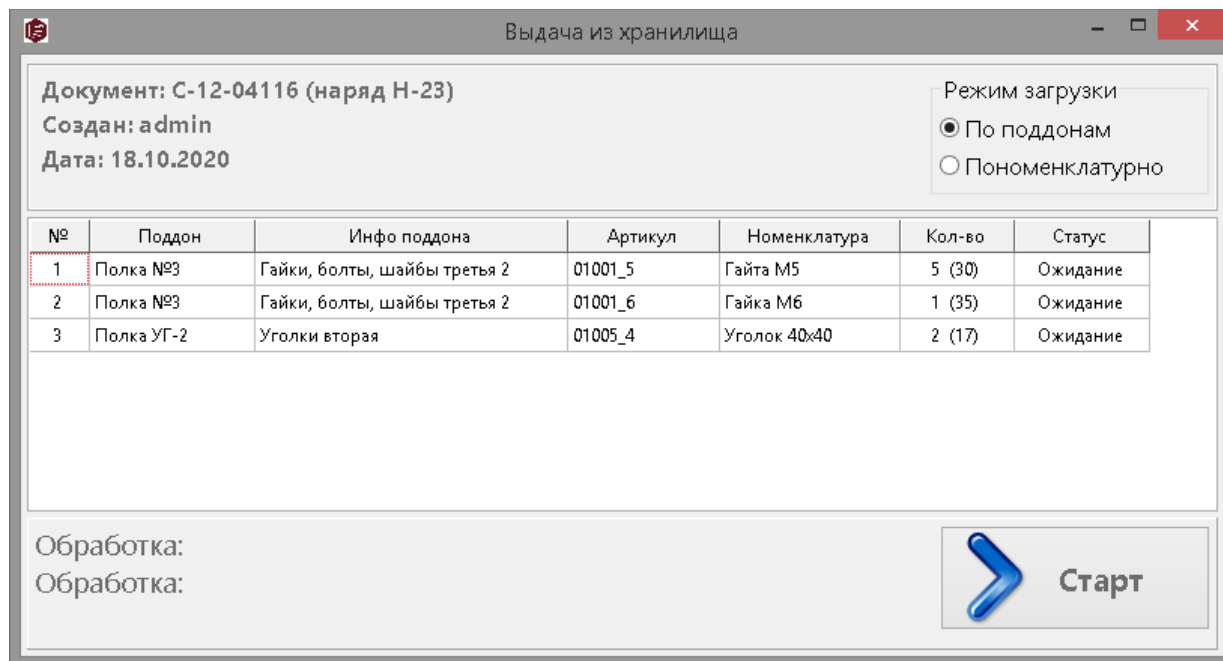 Выдача из хранилища
Документ: С-12-04116 (наряд Н-23)
Создан: admin
Дата: 18.10.2020
Режим загрузки
По поддонам
Пономенклатурно
№ Поддон Инфо поддона Артикул Номенклатура Кол-во Статус
1 Полка №3 Гайки, болты, шайбы третья 2 01001_5 Гайта М5 5 (30) Ожидание
2 Полка №3 Гайки, болты, шайбы третья 2 01001_6 Гайка М6 1 (35) Ожидание
3 Полка УГ-2 Уголки вторая 01005_4 Уголок 40х40 2 (17) Ожидание
Обработка:
Обработка:
Старт